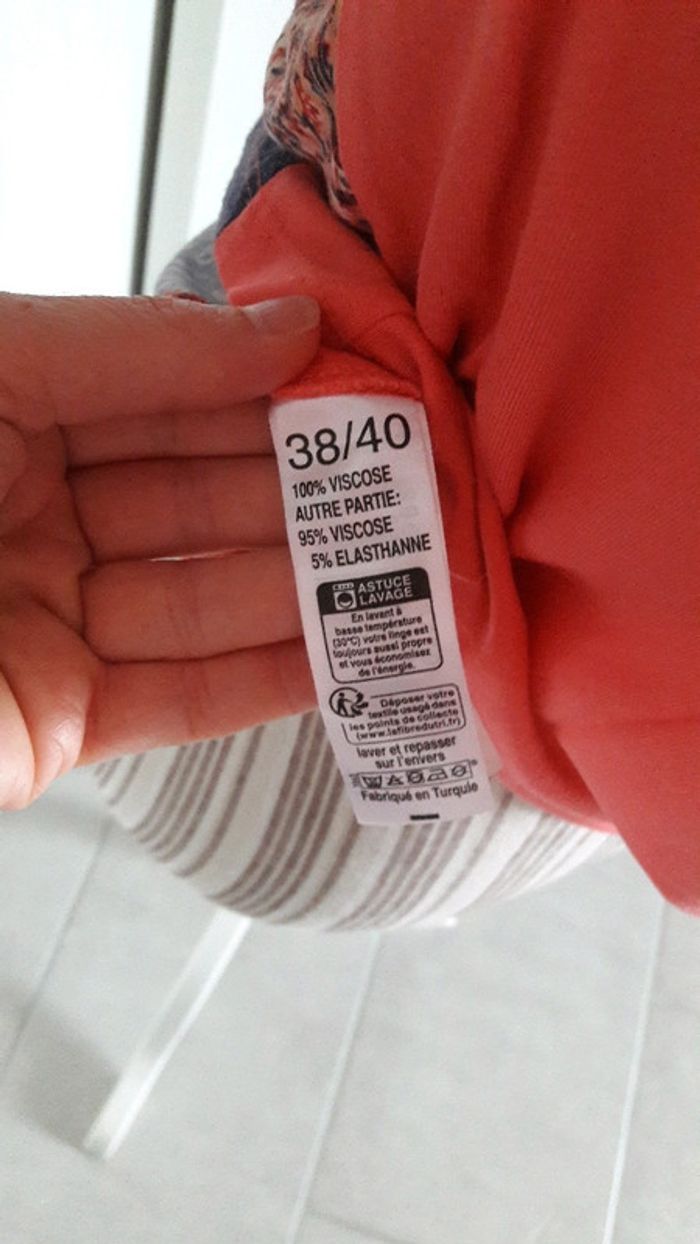 38/40
100% VISCOSE
AUTRE PARTIE:
95% VISCOSE
5% ELASTHANNE
ASTUCE
LAVAGE
En lavant à
basse température
(30°C) votre linge est
toujours aussi propre
et vous économisez
de l'énergie.
Déposer votre
textile usagé dans
les points de collecte
(www.lafibredutri.fr)
laver et repasser
sur l'envers
Fabriqué en Turquie